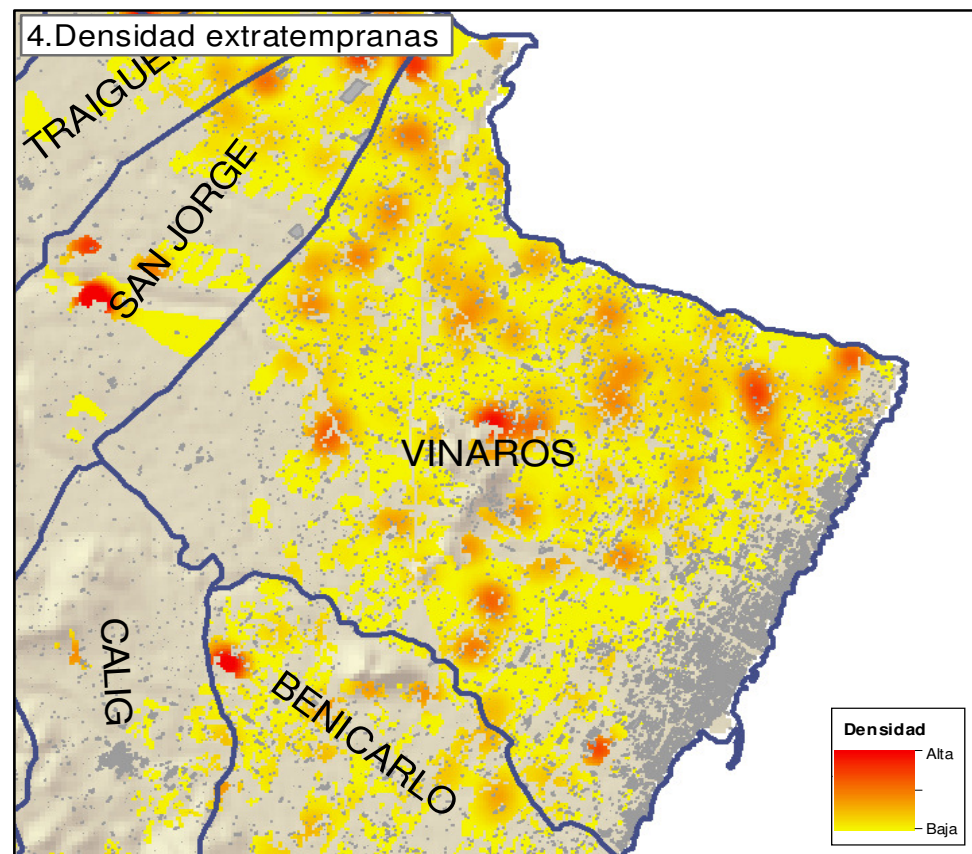 4.Densidad extratempranas
SAN JORGE
VINAROS
CALIG
BENICARLO
Densidad
Alta
Baja